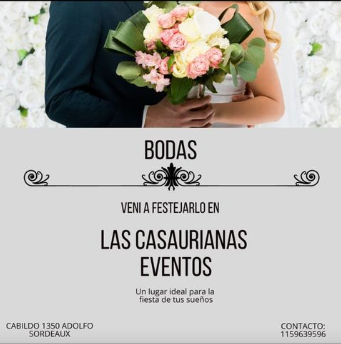 BODAS
VENI A FESTEJARLO EN
LAS CASAURIANAS
EVENTOS
Un lugar ideal para la
fiesta de tus sueños
CABILDO 1350 ADOLFO
SORDEAUX
CONTACTO:
1159639596